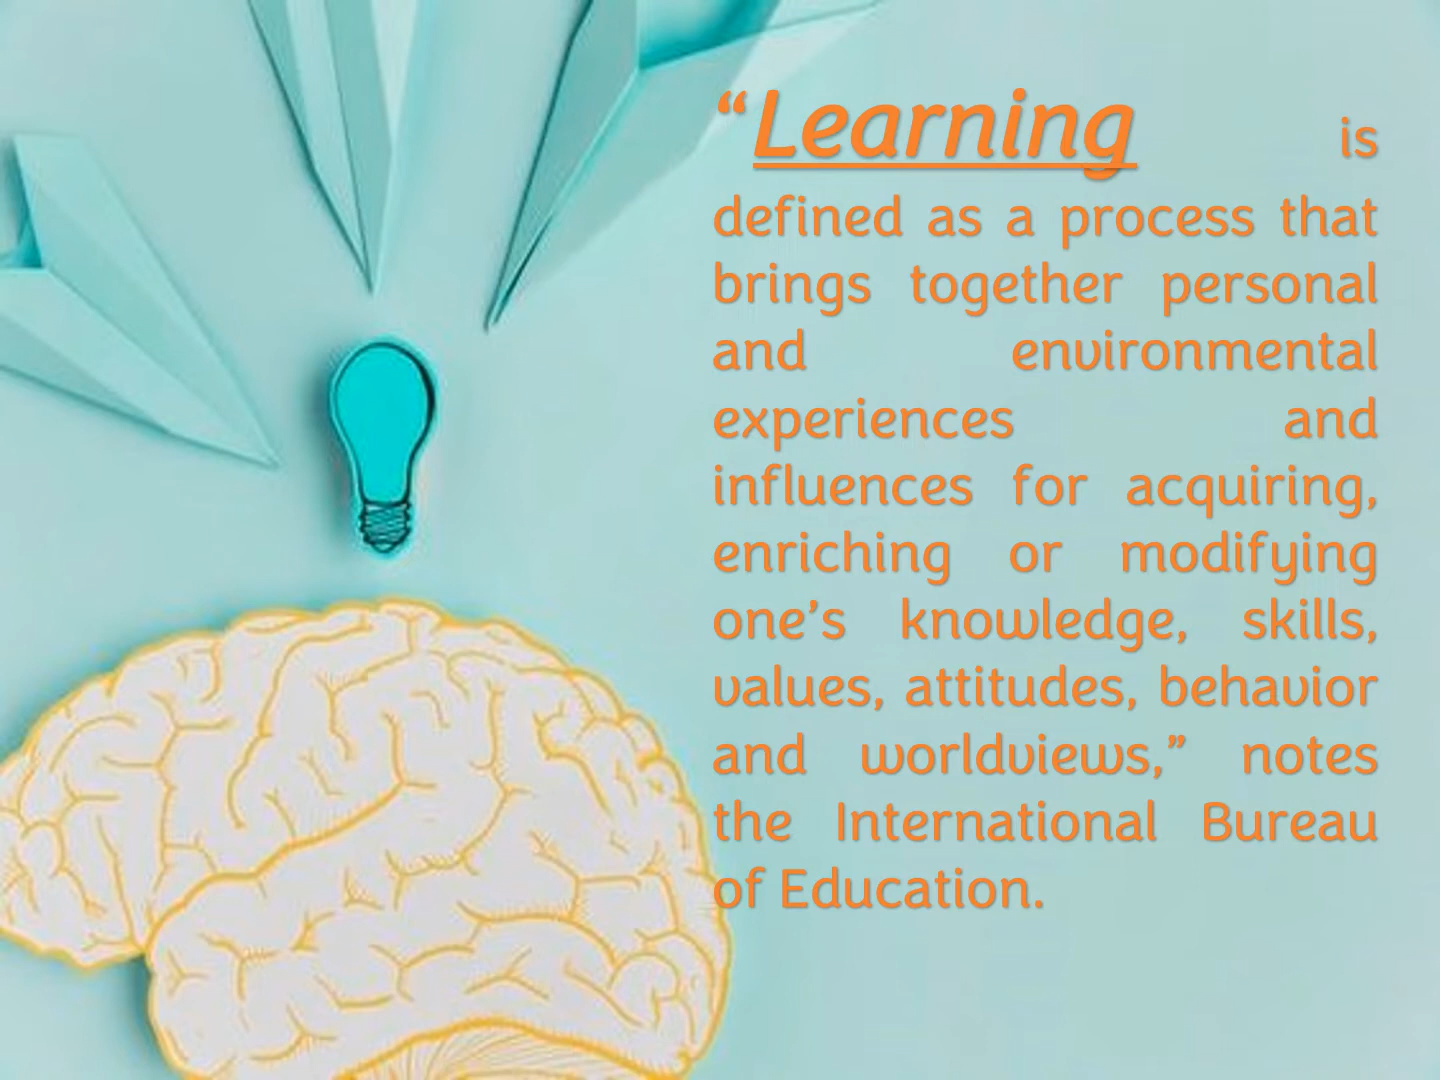 “Learning is
defined as a process that
brings together personal
and environmental
experiences and
influences for acquiring,
enriching or modifying
one’s knowledge, skills,
values, attitudes, behavior
and worldviews,” notes
the International Bureau
of Education.